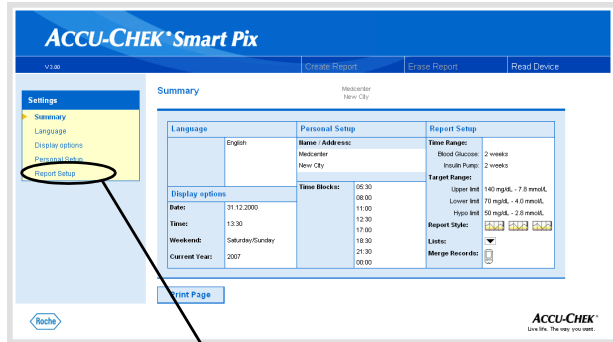 ACCU-CHEK® Smart Pix
V 3.00
Create Report Erase Report Read Device
Settings
Summary
Language
Display options
Personal Setup
Report Setup
Summary
Medcenter
New City
Language
English
Display options
Date: 31.12.2000
Time: 13:30
Weekend: Saturday/Sunday
Current Year: 2007
Personal Setup
Name / Address:
Medcenter
New City
Time Blocks: 05:30
08:00
11:00
12:30
17:00
18:30
21:30
00:00
Report Setup
Time Range:
Blood Glucose: 2 weeks
Insulin Pump: 2 weeks
Target Range:
Upper limit 140 mg/dL - 7.8 mmol/L
Lower limit 70 mg/dL - 4.0 mmol/L
Hypo limit 50 mg/dL - 2.8 mmol/L
Report Style:
Lists:
Merge Records:
Print Page
Roche
ACCU-CHEK®
Live life. The way you want.